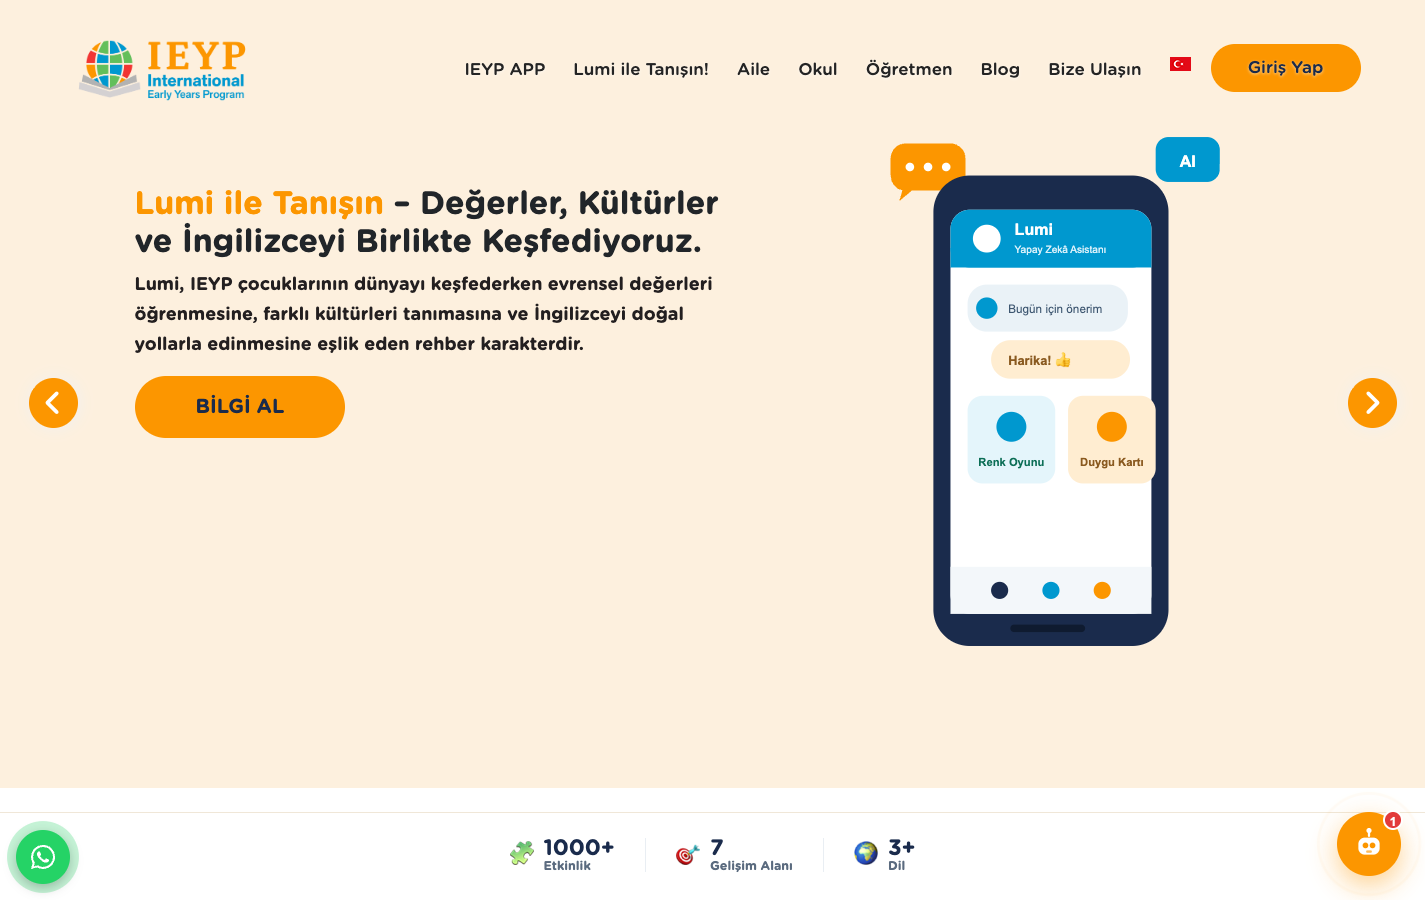 IEYP
International
Early Years Program
IEYP APP
Lumi ile Tanışın!
Aile
Okul
Öğretmen
Blog
Bize Ulaşın
Giriş Yap
Lumi ile Tanışın – Değerler, Kültürler
ve İngilizceyi Birlikte Keşfediyoruz.
Lumi, IEYP çocuklarının dünyayı keşfederken evrensel değerleri
öğrenmesine, farklı kültürleri tanımasına ve İngilizceyi doğal
yollarla edinmesine eşlik eden rehber karakterdir.
BİLGİ AL
AI
Lumi
Yapay Zekâ Asistanı
Bugün için önerim
Harika! 👍
Renk Oyunu
Duygu Kartı
1000+
Etkinlik
7
Gelişim Alanı
3+
Dil
1